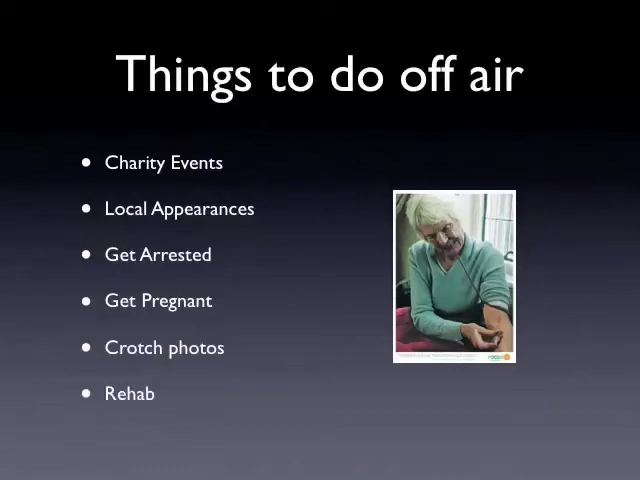 Things to do off air
• Charity Events
• Local Appearances
• Get Arrested
• Get Pregnant
• Crotch photos
• Rehab